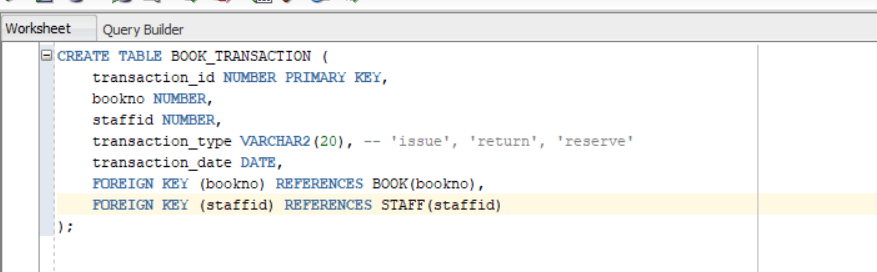 Worksheet Query Builder
CREATE TABLE BOOK_TRANSACTION (
transaction_id NUMBER PRIMARY KEY,
bookno NUMBER,
staffid NUMBER,
transaction_type VARCHAR2(20), -- 'issue', 'return', 'reserve'
transaction_date DATE,
FOREIGN KEY (bookno) REFERENCES BOOK(bookno),
FOREIGN KEY (staffid) REFERENCES STAFF(staffid)
);